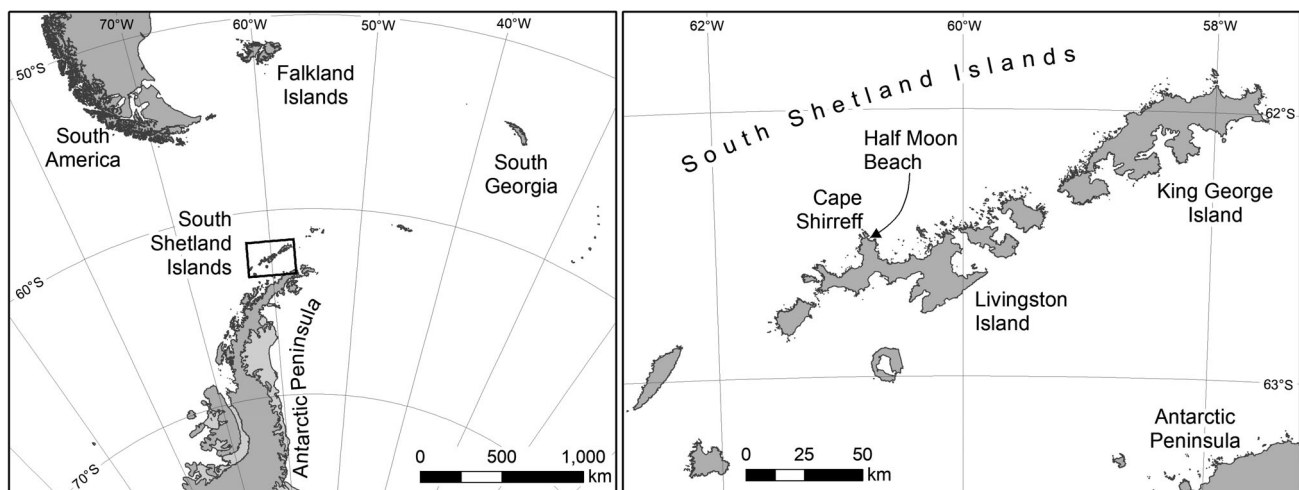 70°W
60°W
50°W
40°W
50°S
Falkland
Islands
South
America
South
Georgia
South
Shetland
Islands
60°S
Antarctic Peninsula
70°S
0
500
1,000
km
62°W
60°W
58°W
South Shetland Islands
62°S
Half Moon
Beach
Cape
Shirreff
King George
Island
Livingston
Island
63°S
Antarctic
Peninsula
0
25
50
km